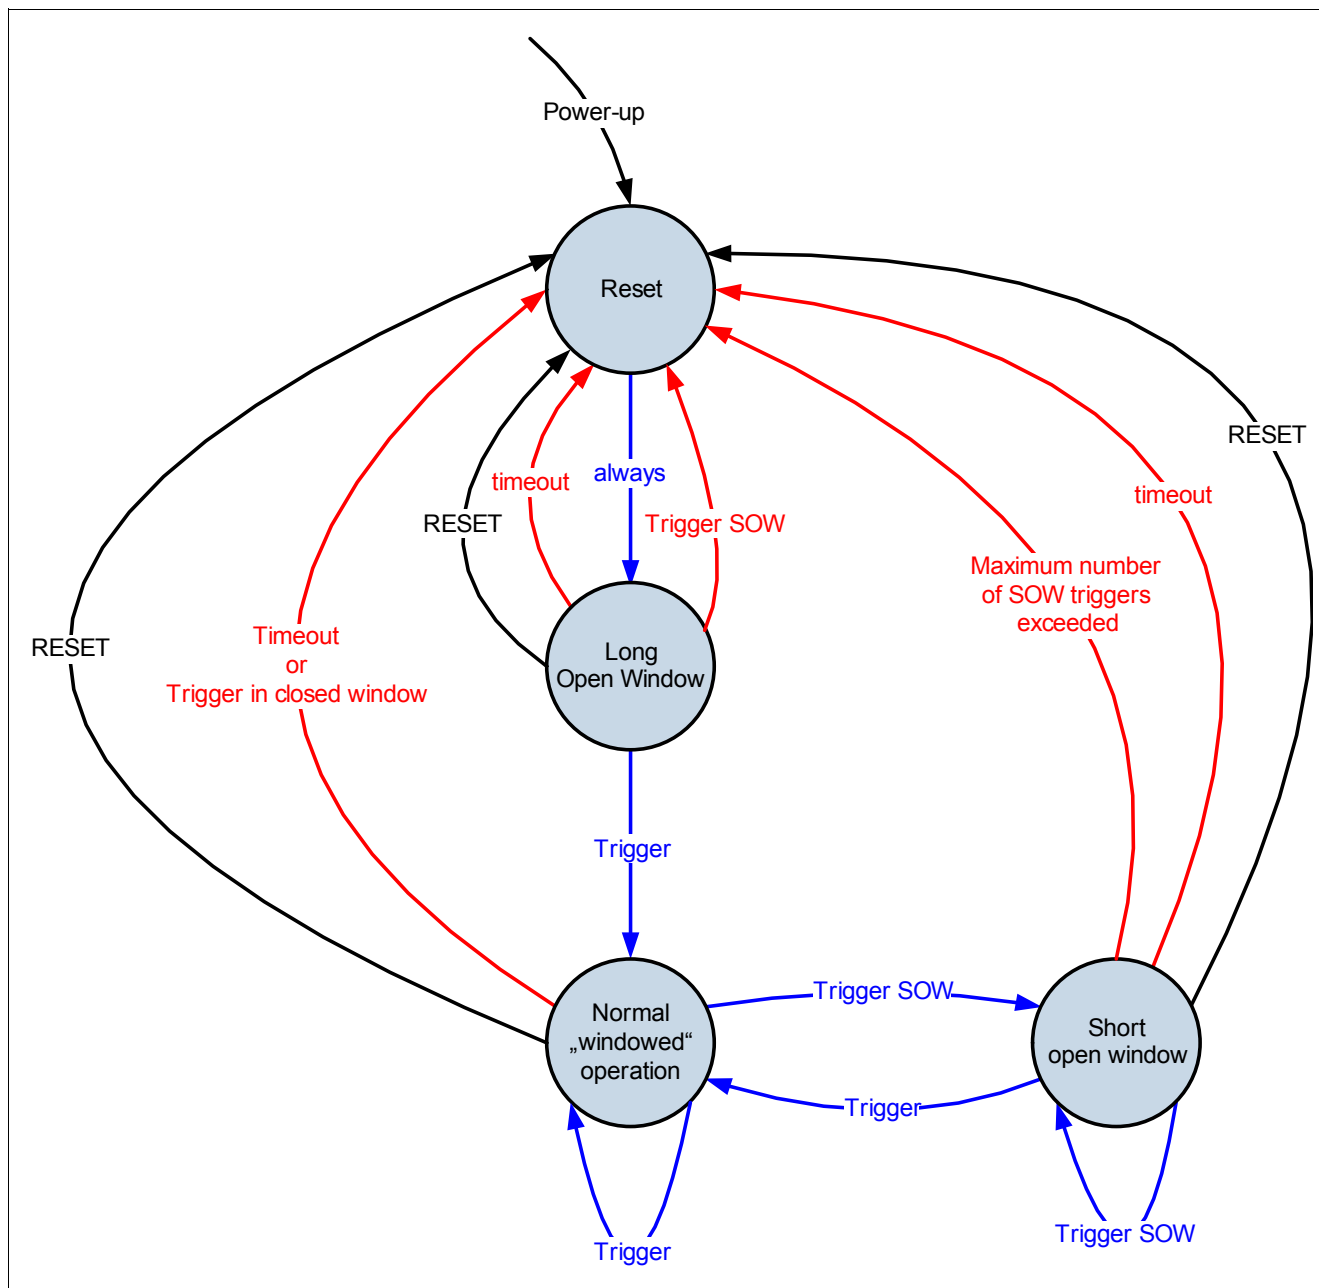 Power-up
Reset
RESET
timeout
always
timeout
RESET
Trigger SOW
Maximum number
of SOW triggers
exceeded
RESET
Timeout
or
Trigger in closed window
Long
Open Window
Trigger
Trigger SOW
Normal
„windowed“
operation
Short
open window
Trigger
Trigger
Trigger SOW